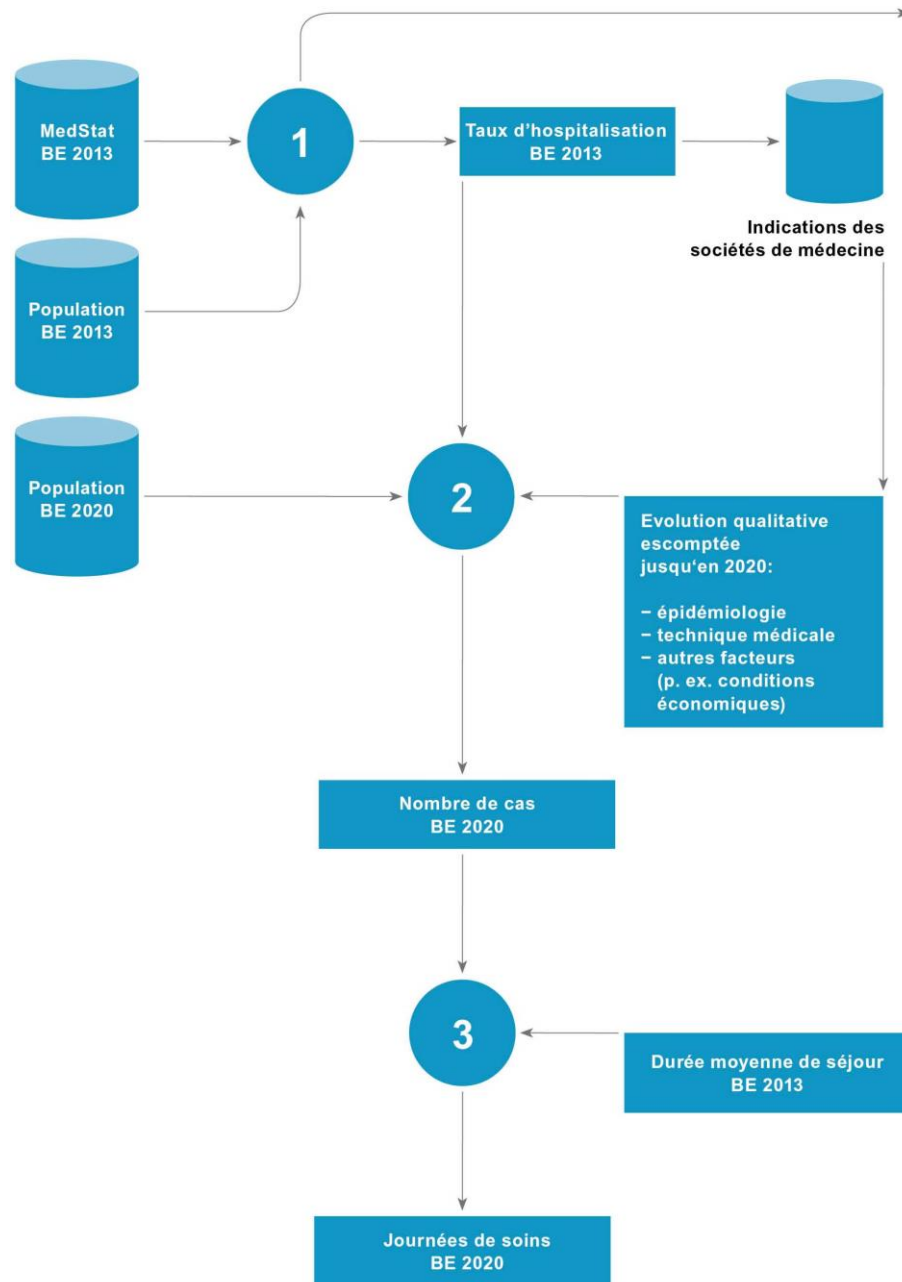 MedStat
BE 2013
1
Taux d’hospitalisation
BE 2013
Indications des
sociétés de médecine
Population
BE 2013
Population
BE 2020
2
Evolution qualitative
escomptée
jusqu‘en 2020:
– épidémiologie
– technique médicale
– autres facteurs
(p. ex. conditions
économiques)
Nombre de cas
BE 2020
3
Durée moyenne de séjour
BE 2013
Journées de soins
BE 2020